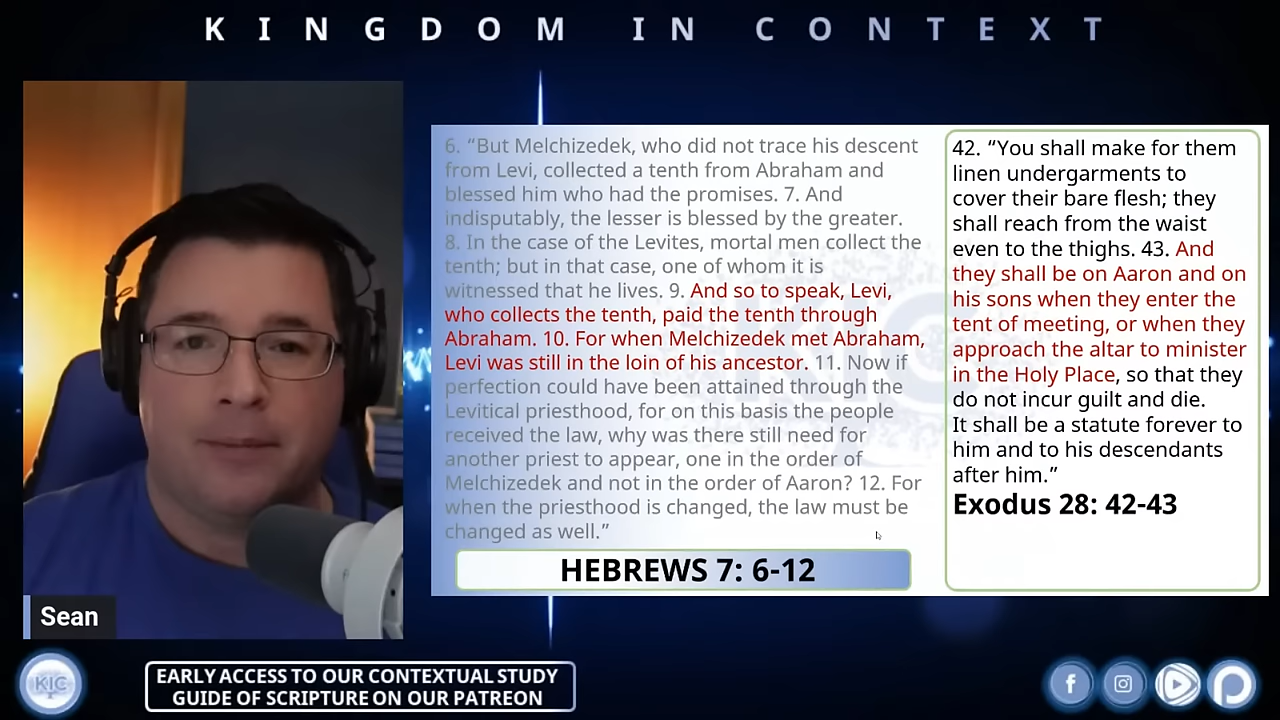 KINGDOM IN CONTEXT
6. “But Melchizedek, who did not trace his descent
from Levi, collected a tenth from Abraham and
blessed him who had the promises. 7. And
indisputably, the lesser is blessed by the greater.
8. In the case of the Levites, mortal men collect the
tenth; but in that case, one of whom it is
witnessed that he lives. 9. And so to speak, Levi,
who collects the tenth, paid the tenth through
Abraham. 10. For when Melchizedek met Abraham,
Levi was still in the loin of his ancestor. 11. Now if
perfection could have been attained through the
Levitical priesthood, for on this basis the people
received the law, why was there still need for
another priest to appear, one in the order of
Melchizedek and not in the order of Aaron? 12. For
when the priesthood is changed, the law must be
changed as well.”
HEBREWS 7: 6-12
42. “You shall make for them
linen undergarments to
cover their bare flesh; they
shall reach from the waist
even to the thighs. 43. And
they shall be on Aaron and on
his sons when they enter the
tent of meeting, or when they
approach the altar to minister
in the Holy Place, so that they
do not incur guilt and die.
It shall be a statute forever to
him and to his descendants
after him.”
Exodus 28: 42-43
Sean
KIC
EARLY ACCESS TO OUR CONTEXTUAL STUDY
GUIDE OF SCRIPTURE ON OUR PATREON